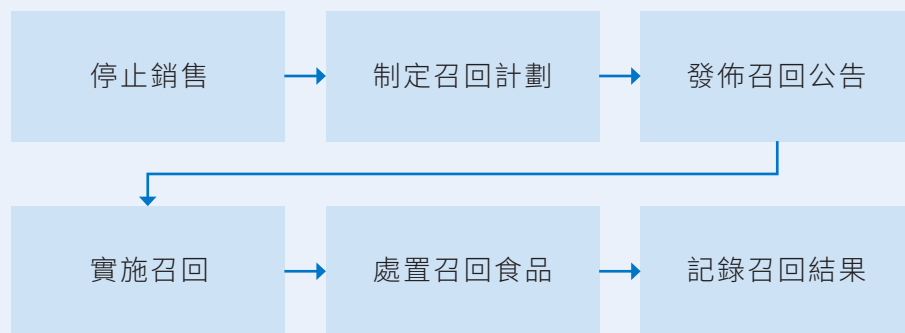 停止銷售
制定召回計劃
發佈召回公告
實施召回
處置召回食品
記錄召回結果